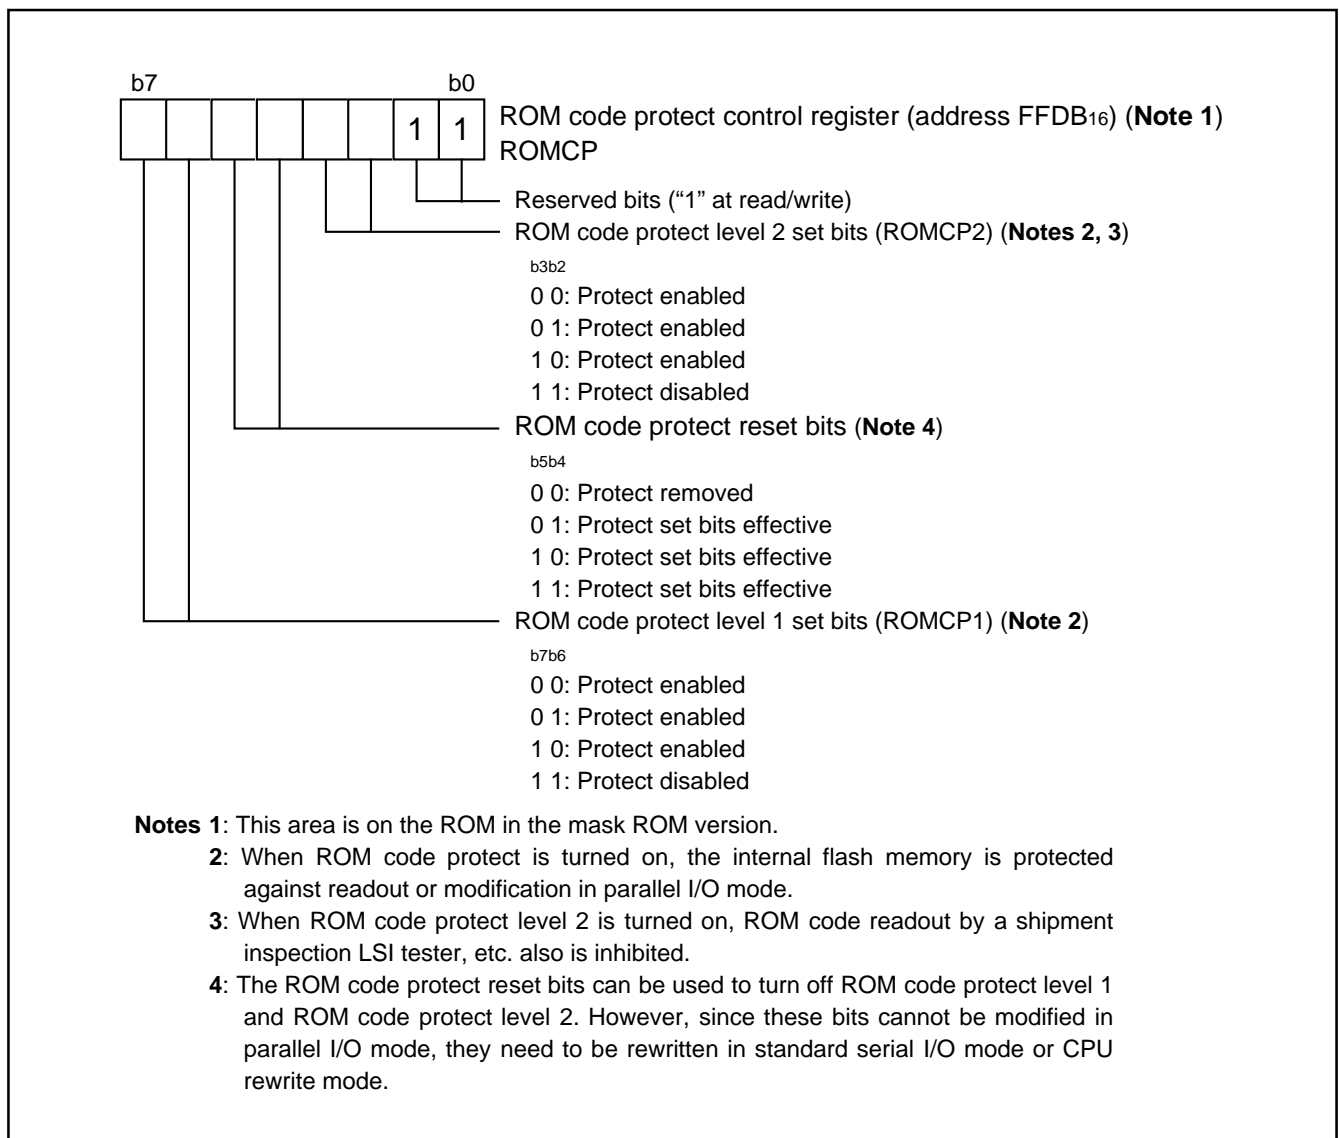 b7 b0
1 1
ROM code protect control register (address FFDB16) (Note 1)
ROMCP
Reserved bits (“1” at read/write)
ROM code protect level 2 set bits (ROMCP2) (Notes 2, 3)
b3b2
0 0: Protect enabled
0 1: Protect enabled
1 0: Protect enabled
1 1: Protect disabled
ROM code protect reset bits (Note 4)
b5b4
0 0: Protect removed
0 1: Protect set bits effective
1 0: Protect set bits effective
1 1: Protect set bits effective
ROM code protect level 1 set bits (ROMCP1) (Note 2)
b7b6
0 0: Protect enabled
0 1: Protect enabled
1 0: Protect enabled
1 1: Protect disabled
Notes 1: This area is on the ROM in the mask ROM version.
2: When ROM code protect is turned on, the internal flash memory is protected
against readout or modification in parallel I/O mode.
3: When ROM code protect level 2 is turned on, ROM code readout by a shipment
inspection LSI tester, etc. also is inhibited.
4: The ROM code protect reset bits can be used to turn off ROM code protect level 1
and ROM code protect level 2. However, since these bits cannot be modified in
parallel I/O mode, they need to be rewritten in standard serial I/O mode or CPU
rewrite mode.